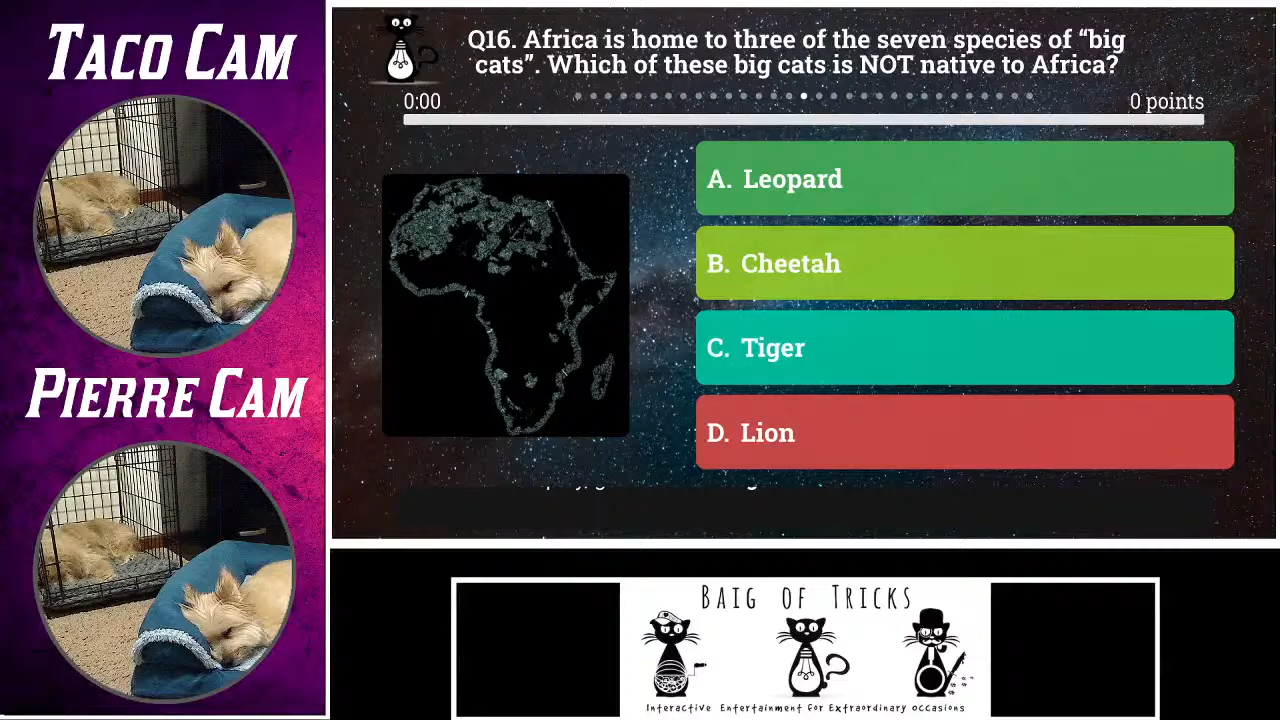 TACO CAM
PIERRE CAM
Q16. Africa is home to three of the seven species of “big
cats”. Which of these big cats is NOT native to Africa?
0:00
0 points
A. Leopard
B. Cheetah
C. Tiger
D. Lion
BAIG OF TRICKS
Interactive Entertainment for Extraordinary Occasions